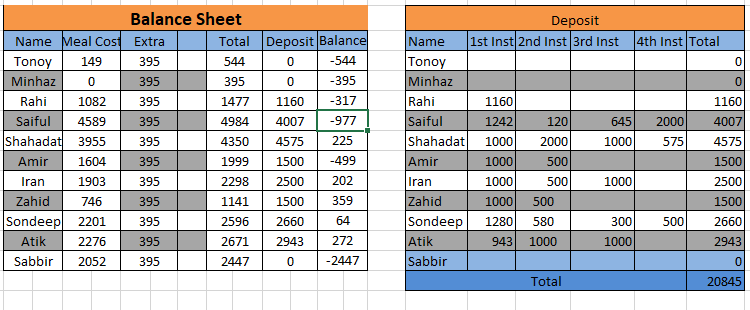 Balance Sheet
Name Meal Cost Extra Total Deposit Balance
Tonoy 149 395 544 0 -544
Minhaz 0 395 395 0 -395
Rahi 1082 395 1477 1160 -317
Saiful 4589 395 4984 4007 -977
Shahadat 3955 395 4350 4575 225
Amir 1604 395 1999 1500 -499
Iran 1903 395 2298 2500 202
Zahid 746 395 1141 1500 359
Sondeep 2201 395 2596 2660 64
Atik 2276 395 2671 2943 272
Sabbir 2052 395 2447 0 -2447
Deposit
Name 1st Inst 2nd Inst 3rd Inst 4th Inst Total
Tonoy 0
Minhaz 0
Rahi 1160 1160
Saiful 1242 120 645 2000 4007
Shahadat 1000 2000 1000 575 4575
Amir 1000 500 1500
Iran 1000 500 1000 2500
Zahid 1000 500 1500
Sondeep 1280 580 300 500 2660
Atik 943 1000 1000 2943
Sabbir 0
Total 20845